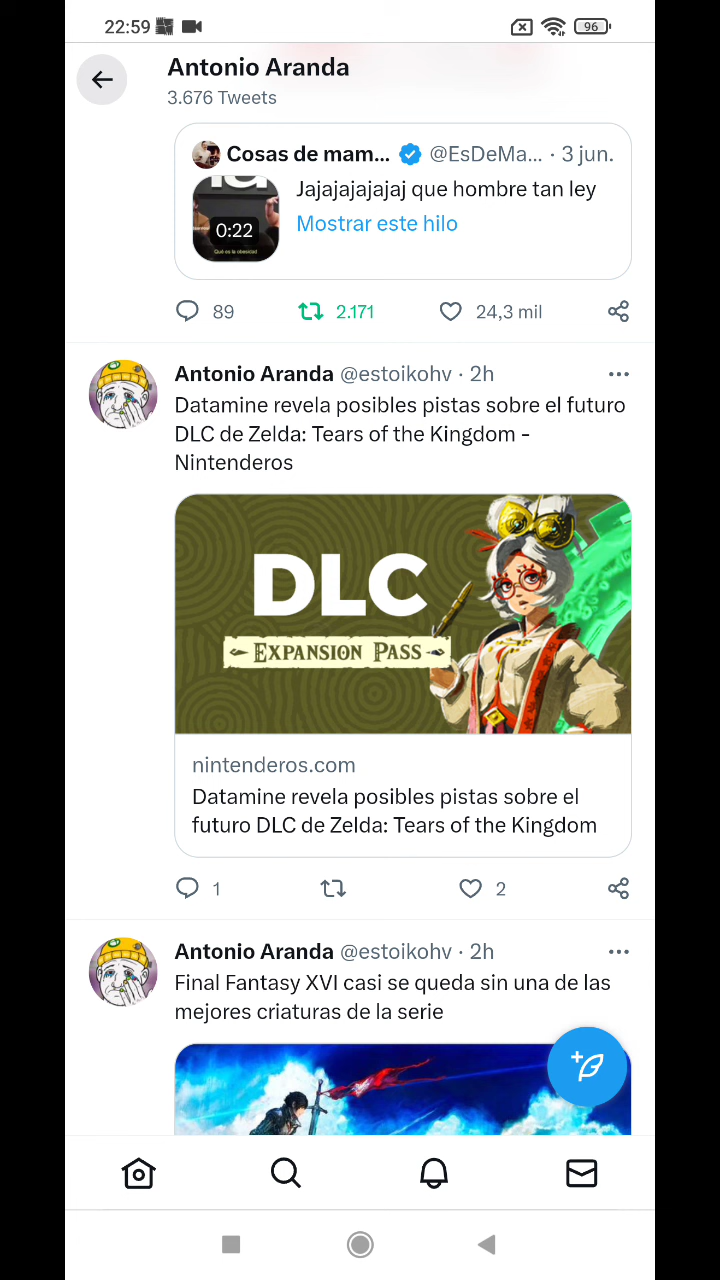 22:59
96
Antonio Aranda
3.676 Tweets
Cosas de mam... @EsDeMa... · 3 jun.
Jajajajajajaj que hombre tan ley
0:22
Qué es la obesidad
Mostrar este hilo
89 2.171 24,3 mil
Antonio Aranda @estoikohv · 2h
Datamine revela posibles pistas sobre el futuro
DLC de Zelda: Tears of the Kingdom -
Nintenderos
DLC
EXPANSION PASS
nintenderos.com
Datamine revela posibles pistas sobre el
futuro DLC de Zelda: Tears of the Kingdom
1 2
Antonio Aranda @estoikohv · 2h
Final Fantasy XVI casi se queda sin una de las
mejores criaturas de la serie